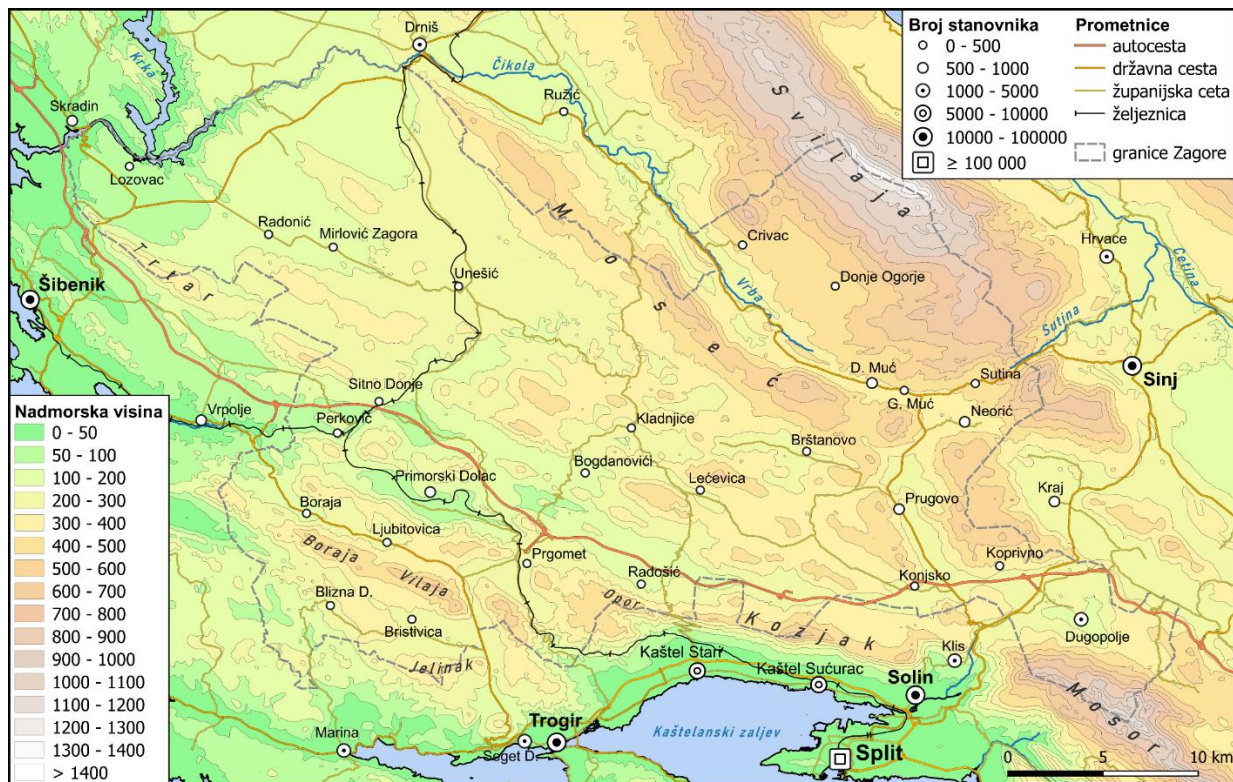 Drniš
Čikola
Krka
Ružić
Skradin
Lozovac
Svilaja
Radonić
Mirlović Zagora
Crivac
Hrvace
Cetina
Trtar
Unešić
Donje Ogorje
Šibenik
Moseć
Vrba
Sutina
D. Muć
Sutina
Sinj
G. Muć
Sitno Donje
Vrpolje
Perković
Kladnjice
Neorić
Brštanovo
Bogdanovići
Primorski Dolac
Lećevica
Kraj
Boraja
Prugovo
Ljubitovica
Boraja
Vilaja
Prgomet
Koprivno
Radošić
Konjsko
Blizna D.
Opor
Bristivica
Kozjak
Dugopolje
Jelinak
Kaštel Stari
Klis
Kaštel Sućurac
Solin
Mosor
Marina
Seget D.
Trogir
Kaštelanski zaljev
Split
Broj stanovnika
0 - 500
500 - 1000
1000 - 5000
5000 - 10000
10000 - 100000
≥ 100 000
Prometnice
autocesta
državna cesta
županijska ceta
željeznica
granice Zagore
Nadmorska visina
0 - 50
50 - 100
100 - 200
200 - 300
300 - 400
400 - 500
500 - 600
600 - 700
700 - 800
800 - 900
900 - 1000
1000 - 1100
1100 - 1200
1200 - 1300
1300 - 1400
> 1400
0 5 10 km